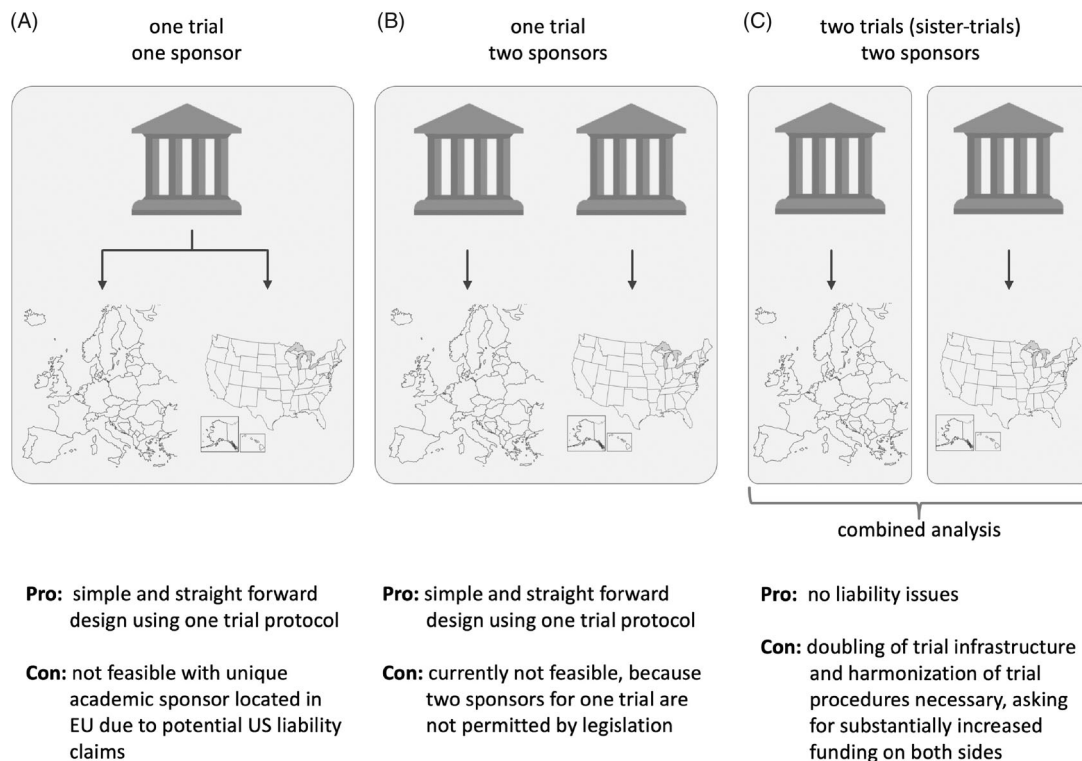 (A)
one trial
one sponsor
(B)
one trial
two sponsors
(C)
two trials (sister-trials)
two sponsors
combined analysis
Pro: simple and straight forward
design using one trial protocol
Con: not feasible with unique
academic sponsor located in
EU due to potential US liability
claims
Pro: simple and straight forward
design using one trial protocol
Con: currently not feasible, because
two sponsors for one trial are
not permitted by legislation
Pro: no liability issues
Con: doubling of trial infrastructure
and harmonization of trial
procedures necessary, asking
for substantially increased
funding on both sides